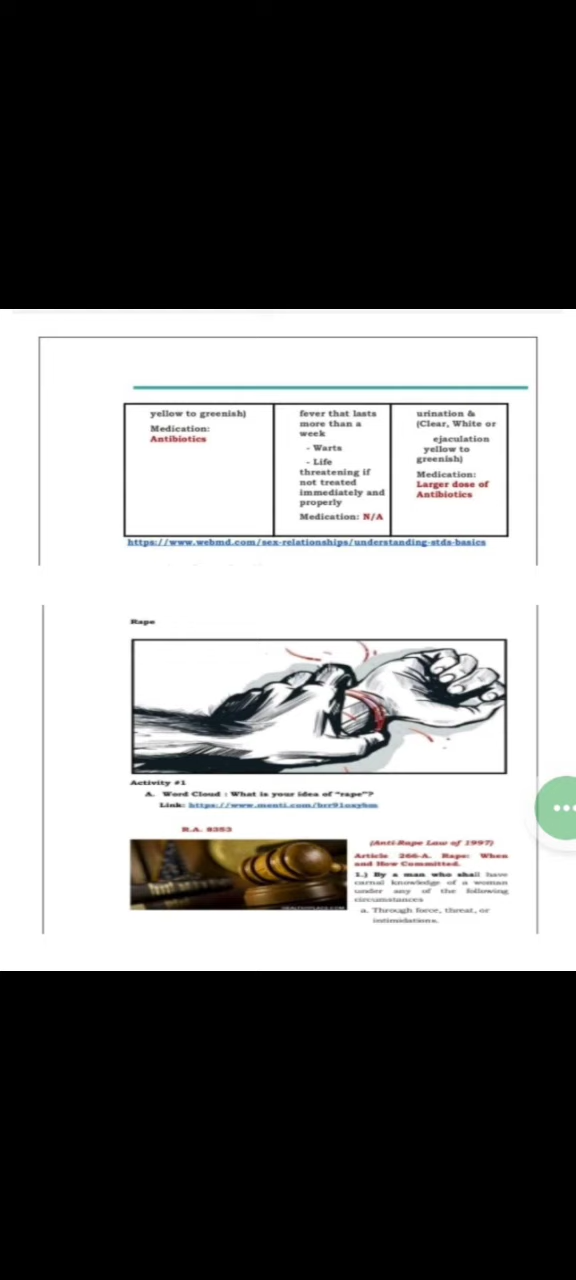 yellow to greenish)
Medication:
Antibiotics
fever that lasts
more than a
week
- Warts
- Life
threatening if
not treated
immediately and
properly
Medication: N/A
urination &
(Clear, White or
ejaculation
yellow to
greenish)
Medication:
Larger dose of
Antibiotics
https://www.webmd.com/sex-relationships/understanding-stds-basics
Rape
Activity #1
A. Word Cloud : What is your idea of "rape"?
Link: 
R.A. 8353
(Anti-Rape Law of 1997)
Article 266-A. Rape: When
and How Committed.
1.) By a man who shall have
carnal knowledge of a woman
under any of the following
circumstances
a. Through force, threat, or
intimidations.